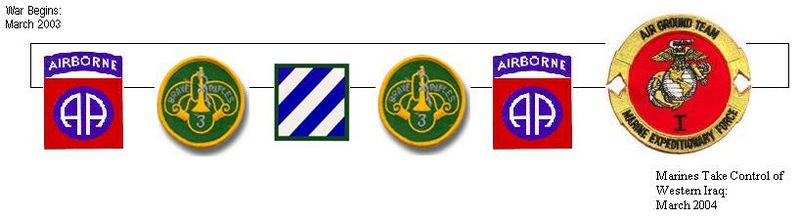 War Begins:
March 2003
AIRBORNE
AA
BRAVE RIFLES
3
BRAVE RIFLES
3
AIRBORNE
AA
AIR GROUND TEAM
I
MARINE EXPEDITIONARY FORCE
Marines Take Control of
Western Iraq:
March 2004